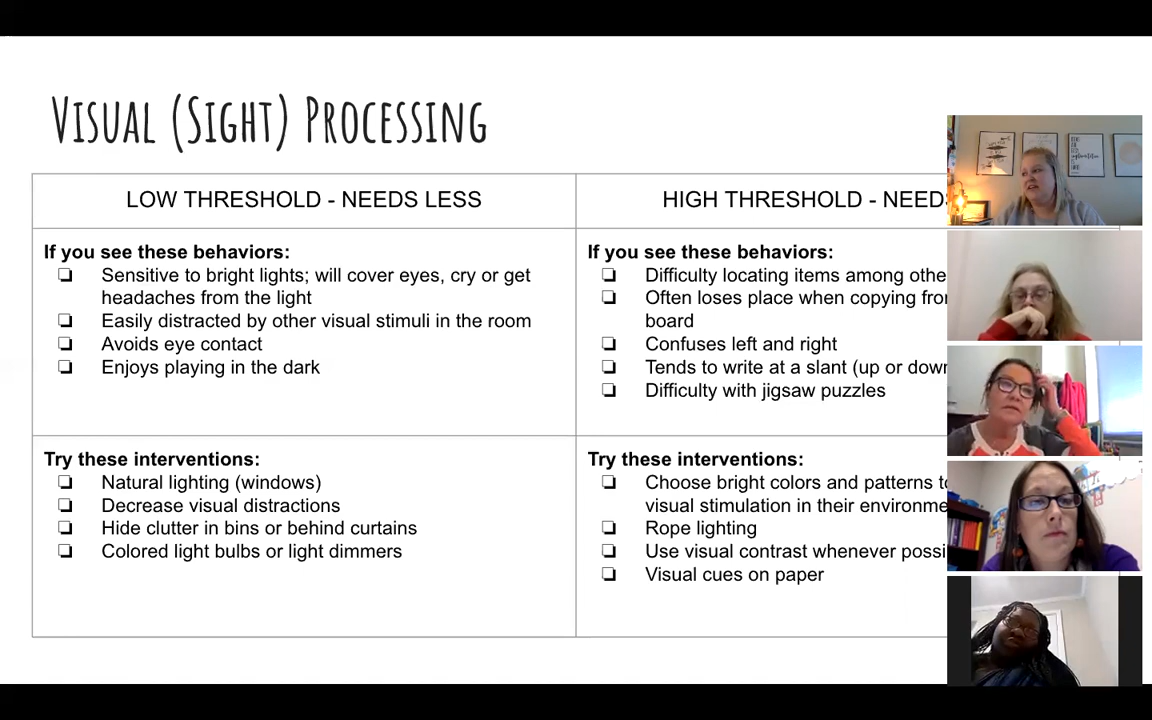 Visual (Sight) Processing
LOW THRESHOLD - NEEDS LESS
HIGH THRESHOLD - NEEDS
If you see these behaviors:
❏ Sensitive to bright lights; will cover eyes, cry or get
headaches from the light
❏ Easily distracted by other visual stimuli in the room
❏ Avoids eye contact
❏ Enjoys playing in the dark
If you see these behaviors:
❏ Difficulty locating items among
❏ Often loses place when copying
board
❏ Confuses left and right
❏ Tends to write at a slant (up or down
❏ Difficulty with jigsaw puzzles
Try these interventions:
❏ Natural lighting (windows)
❏ Decrease visual distractions
❏ Hide clutter in bins or behind curtains
❏ Colored light bulbs or light dimmers
Try these interventions:
❏ Choose bright colors and patterns
visual stimulation in their
❏ Rope lighting
❏ Use visual contrast whenever
❏ Visual cues on paper